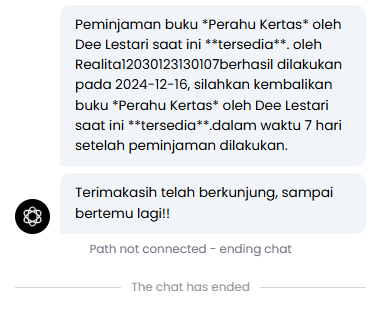 Peminjaman buku *Perahu Kertas* oleh
Dee Lestari saat ini **tersedia**. oleh
Realita12030123130107berhasil dilakukan
pada 2024-12-16, silahkan kembalikan
buku *Perahu Kertas* oleh Dee Lestari
saat ini **tersedia**.dalam waktu 7 hari
setelah peminjaman dilakukan.
Terimakasih telah berkunjung, sampai
bertemu lagi!!
Path not connected - ending chat
The chat has ended